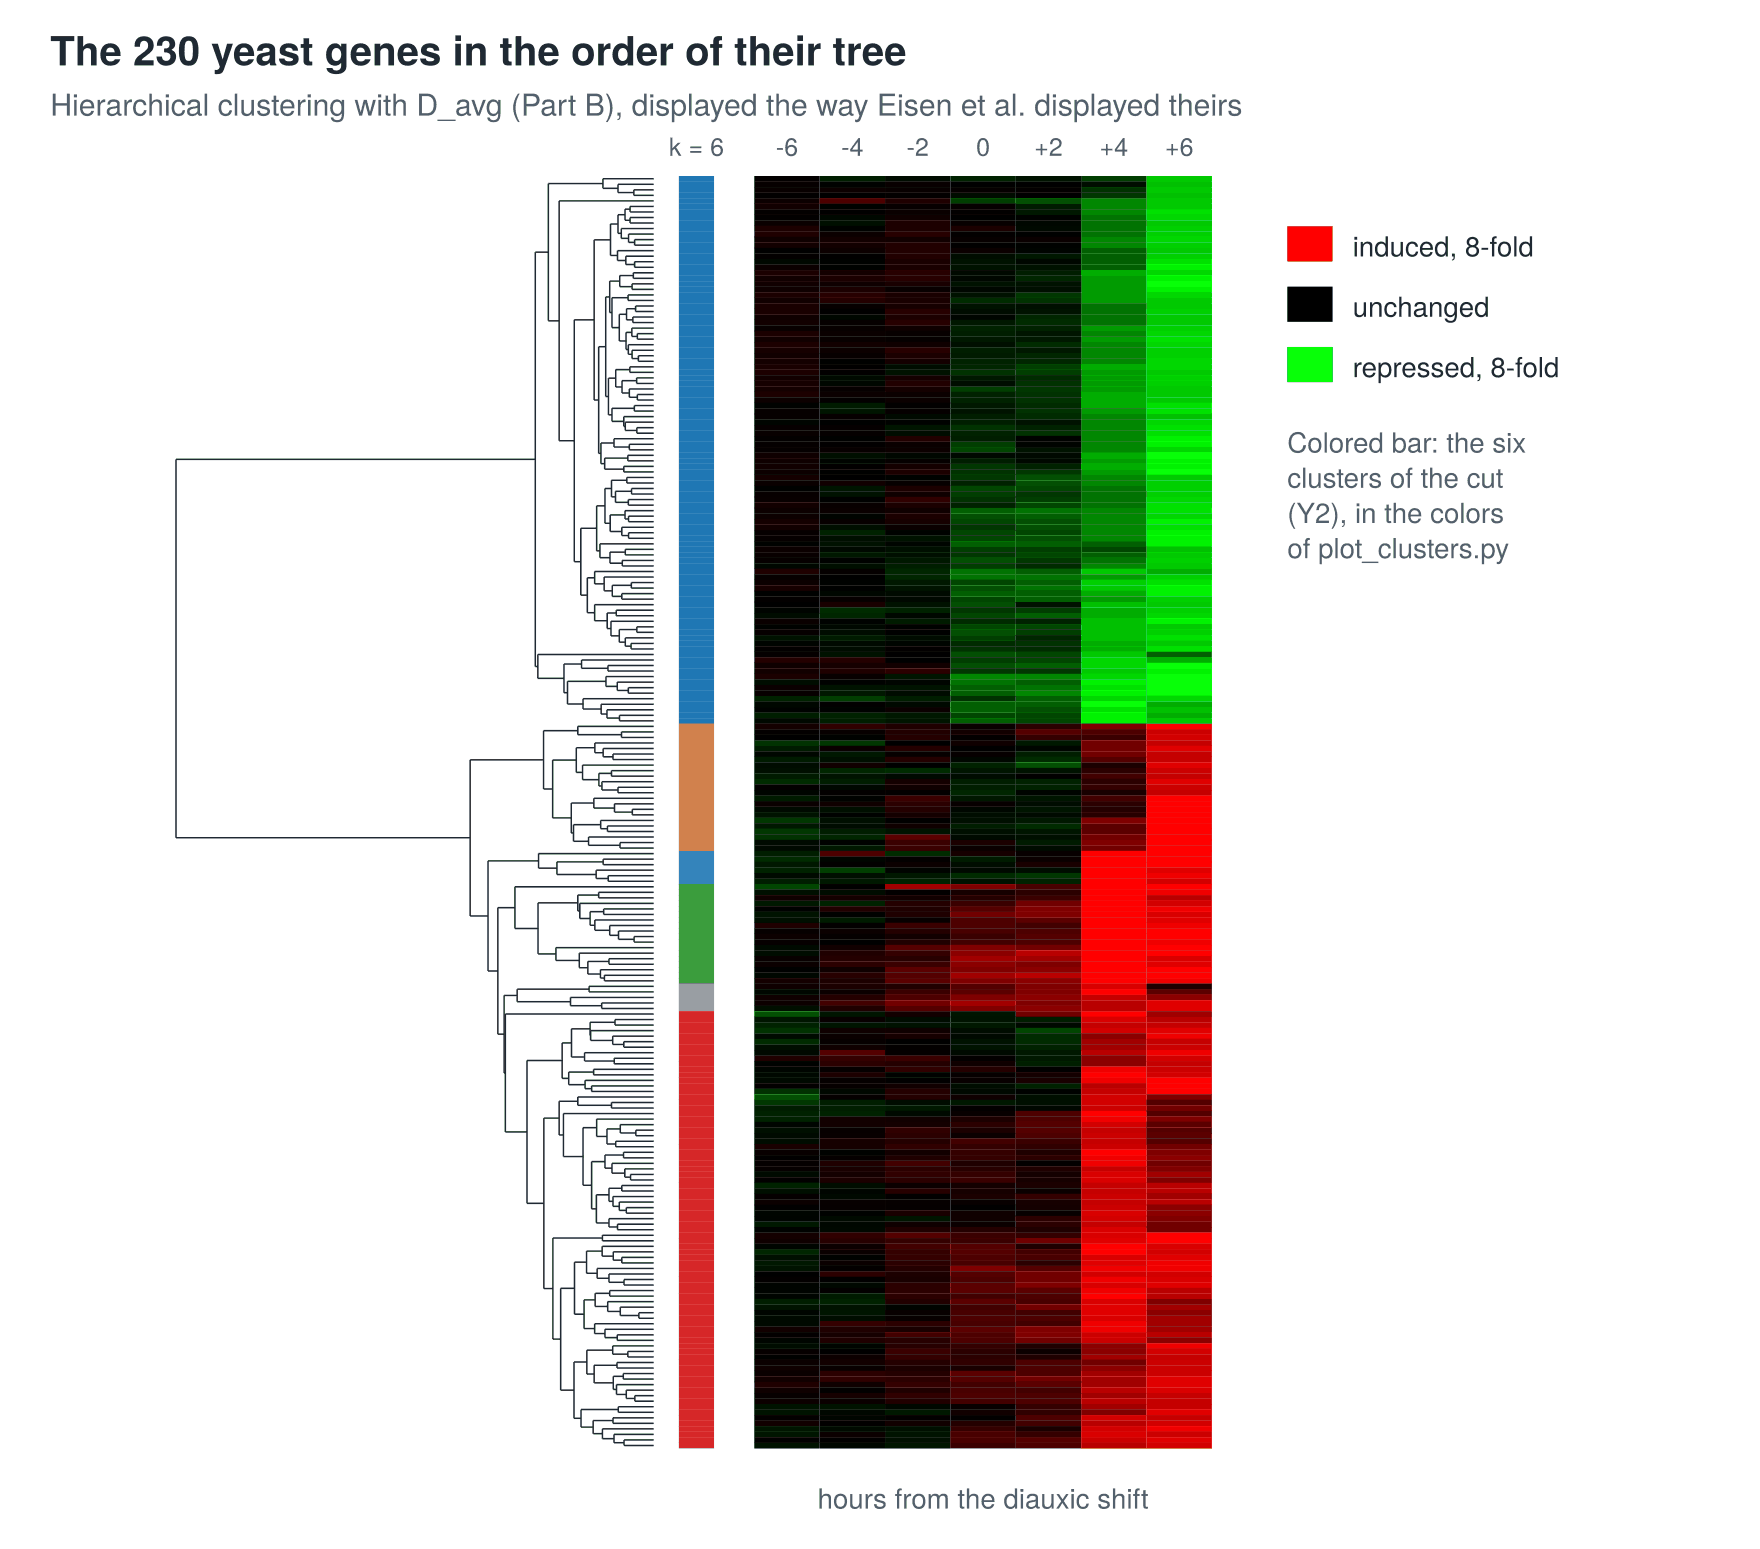 The 230 yeast genes in the order of their tree
Hierarchical clustering with D_avg (Part B), displayed the way Eisen et al. displayed theirs
k = 6 -6 -4 -2 0 +2 +4 +6
induced, 8-fold
unchanged
repressed, 8-fold
Colored bar: the six
clusters of the cut
(Y2), in the colors
of plot_clusters.py
hours from the diauxic shift